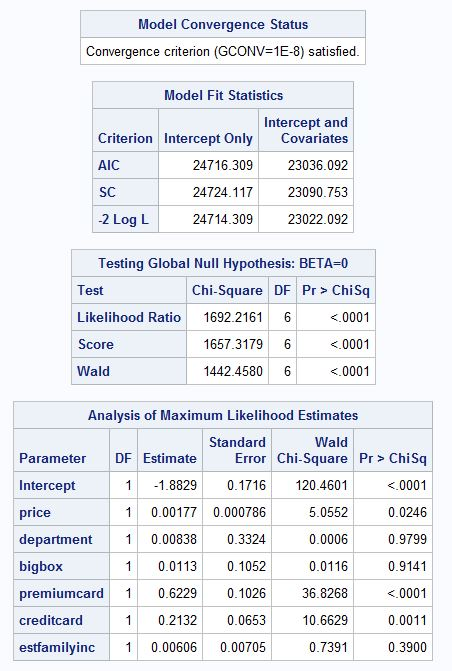 Model Convergence Status
Convergence criterion (GCONV=1E-8) satisfied.
Model Fit Statistics
Criterion Intercept Only Intercept and Covariates
AIC 24716.309 23036.092
SC 24724.117 23090.753
-2 Log L 24714.309 23022.092
Testing Global Null Hypothesis: BETA=0
Test Chi-Square DF Pr > ChiSq
Likelihood Ratio 1692.2161 6 <.0001
Score 1657.3179 6 <.0001
Wald 1442.4580 6 <.0001
Analysis of Maximum Likelihood Estimates
Parameter DF Estimate Standard Error Wald Chi-Square Pr > ChiSq
Intercept 1 -1.8829 0.1716 120.4601 <.0001
price 1 0.00177 0.000786 5.0552 0.0246
department 1 0.00838 0.3324 0.0006 0.9799
bigbox 1 0.0113 0.1052 0.0116 0.9141
premiumcard 1 0.6229 0.1026 36.8268 <.0001
creditcard 1 0.2132 0.0653 10.6629 0.0011
estfamilyinc 1 0.00606 0.00705 0.7391 0.3900